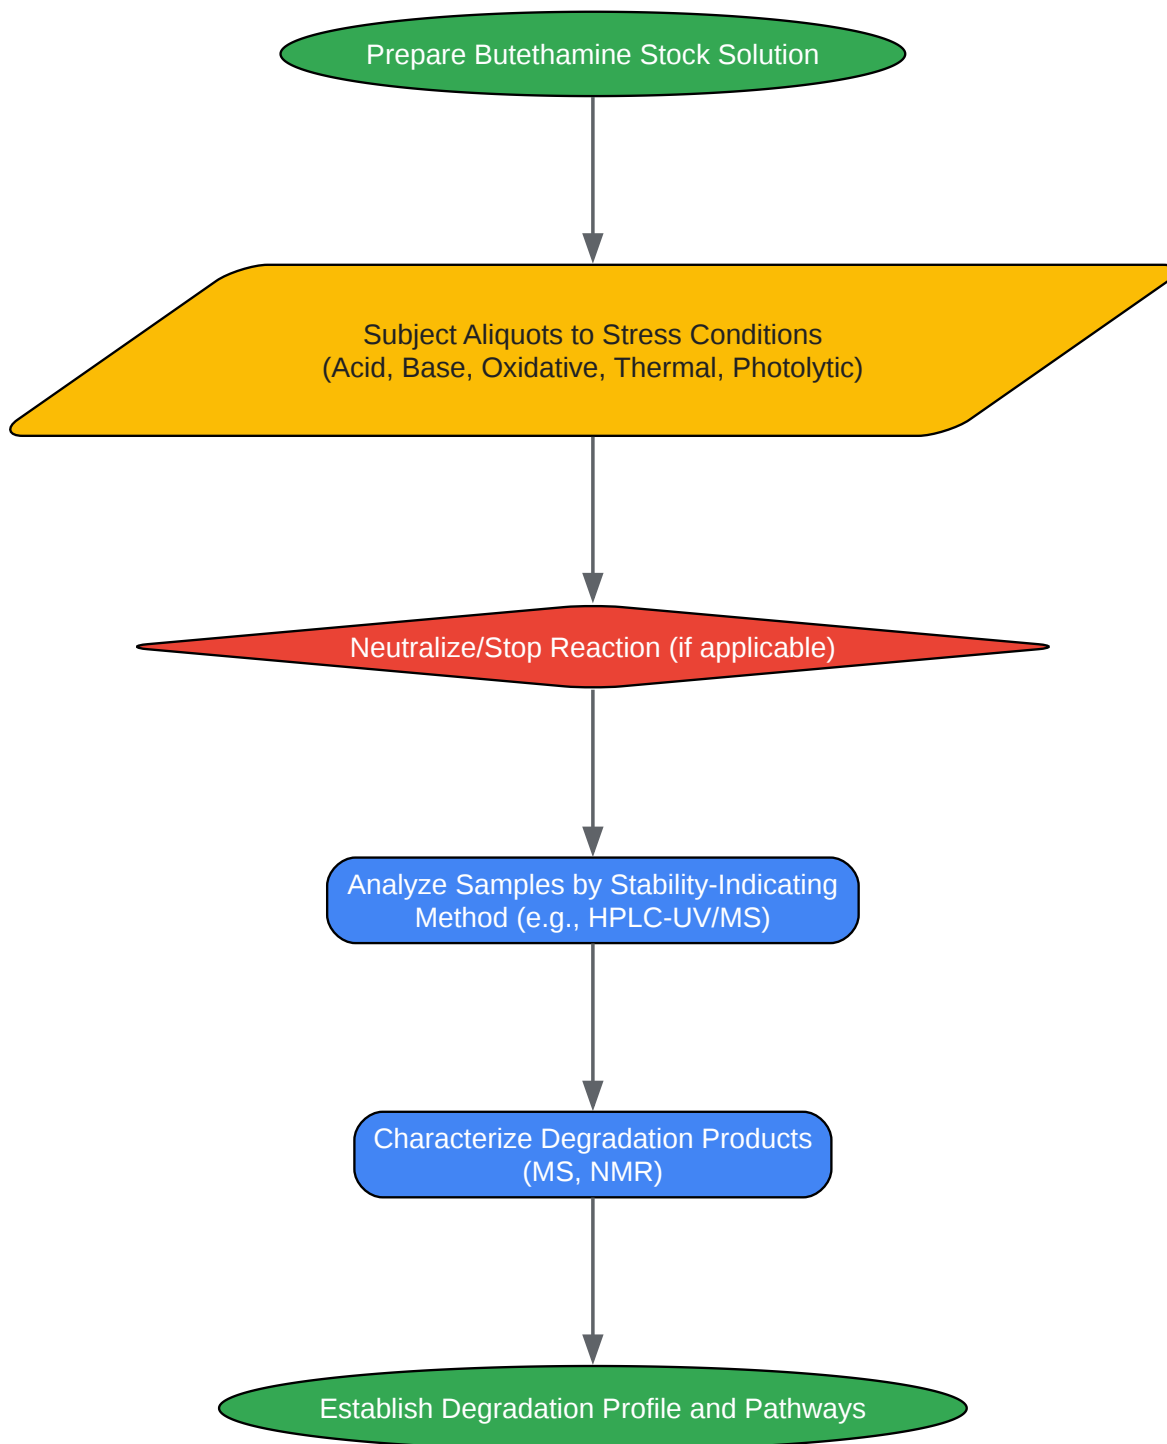 Prepare Butethamine Stock Solution
Subject Aliquots to Stress Conditions
(Acid, Base, Oxidative, Thermal, Photolytic)
Neutralize/Stop Reaction (if applicable)
Analyze Samples by Stability-Indicating
Method (e.g., HPLC-UV/MS)
Characterize Degradation Products
(MS, NMR)
Establish Degradation Profile and Pathways